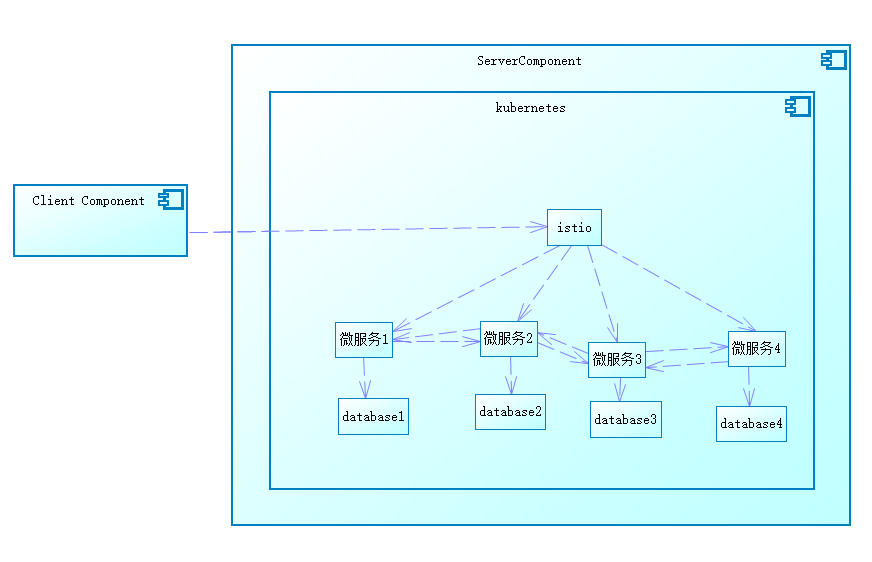 ServerComponent
kubernetes
Client Component
istio
微服务1
微服务2
微服务3
微服务4
database1
database2
database3
database4